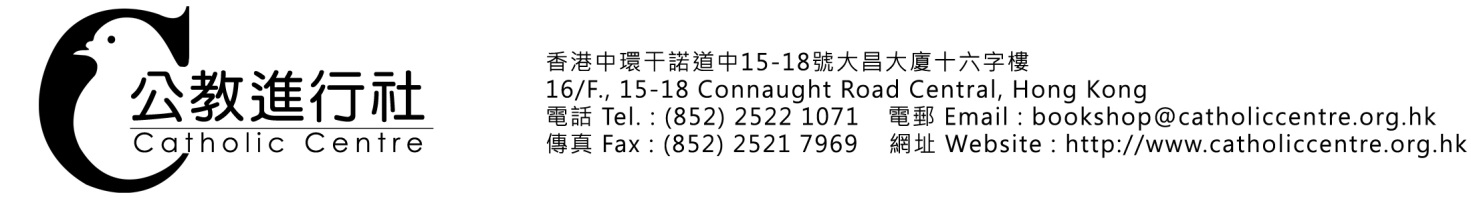 公教進行社
Catholic Centre
香港中環干諾道中15-18號大昌大廈十六字樓
16/F., 15-18 Connaught Road Central, Hong Kong
電話 Tel. : (852) 2522 1071 電郵 Email : bookshop@catholiccentre.org.hk
傳真 Fax : (852) 2521 7969 網址 Website : http://www.catholiccentre.org.hk